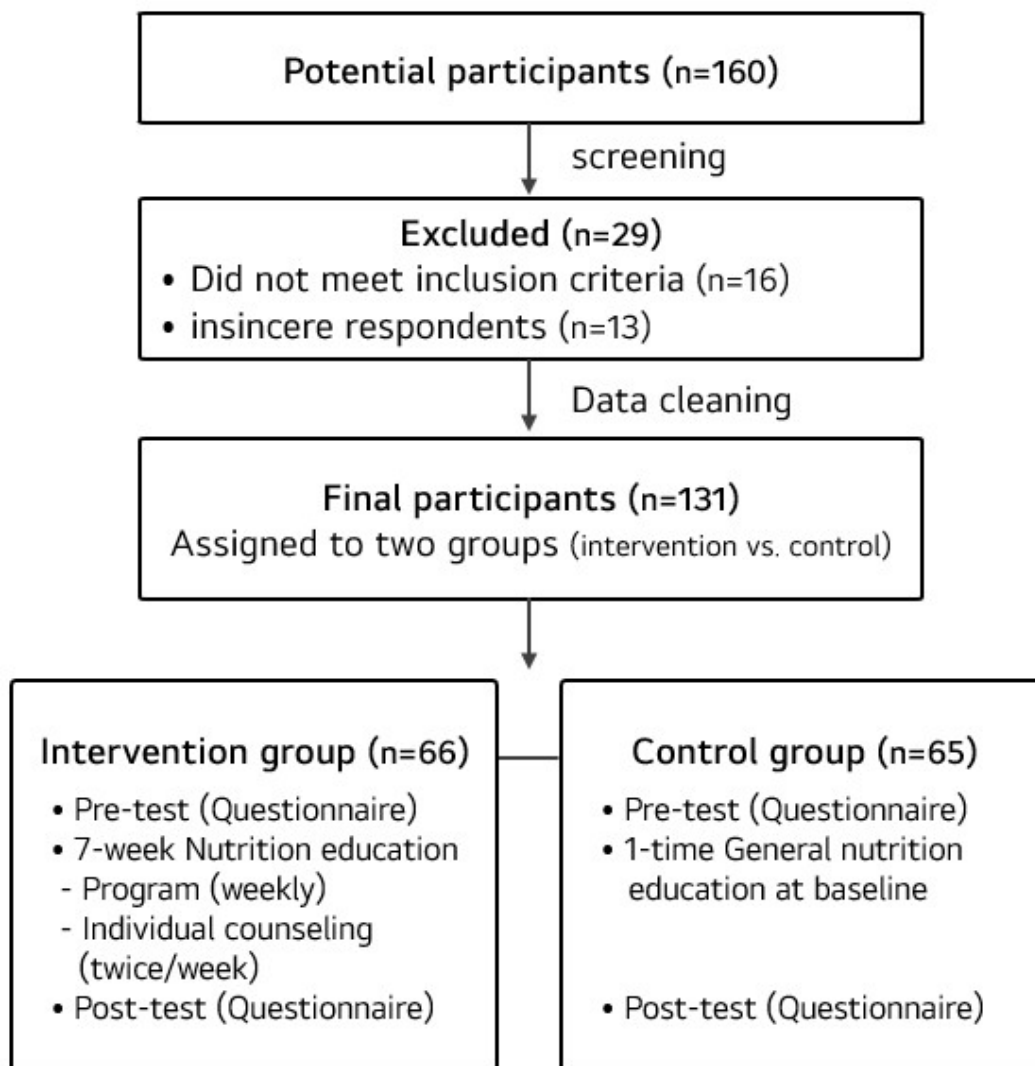 Potential participants (n=160)
screening
Excluded (n=29)
• Did not meet inclusion criteria (n=16)
• insincere respondents (n=13)
Data cleaning
Final participants (n=131)
Assigned to two groups (intervention vs. control)
Intervention group (n=66)
• Pre-test (Questionnaire)
• 7-week Nutrition education
- Program (weekly)
- Individual counseling
(twice/week)
• Post-test (Questionnaire)
Control group (n=65)
• Pre-test (Questionnaire)
• 1-time General nutrition
education at baseline
• Post-test (Questionnaire)